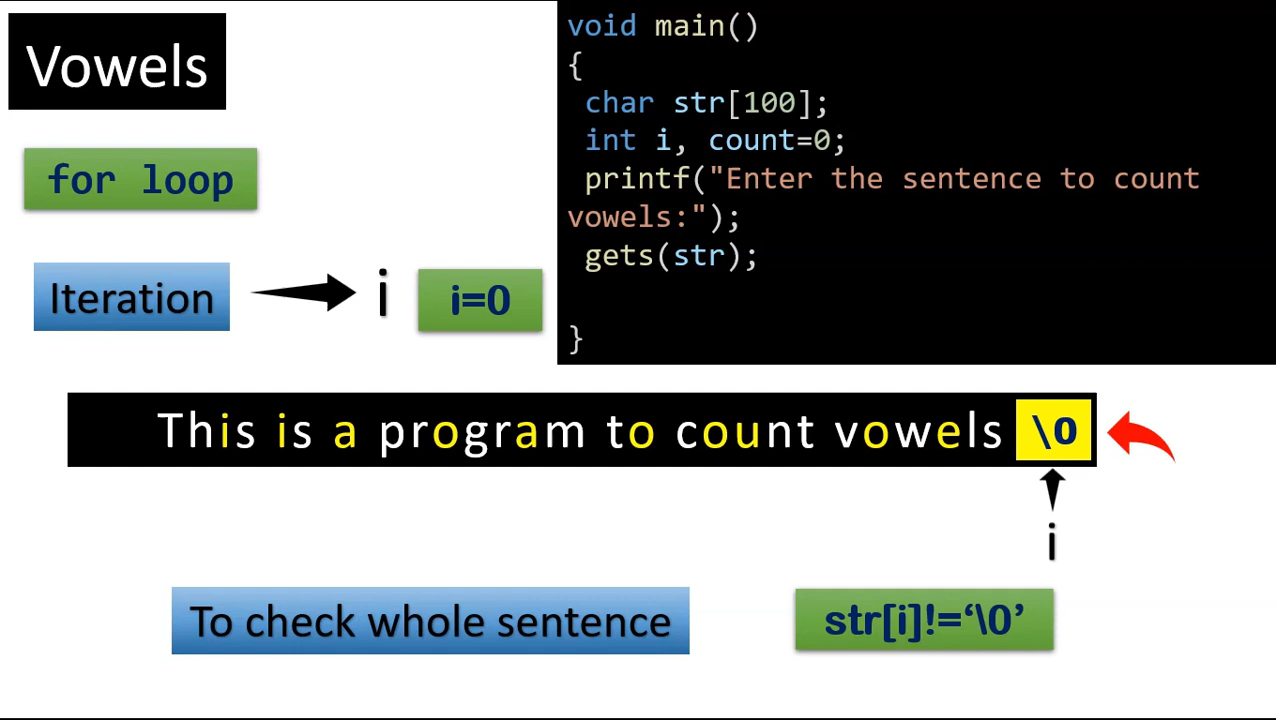 Vowels
for loop
Iteration
i
i=0
void main()
{
char str[100];
int i, count=0;
printf("Enter the sentence to count
vowels:");
gets(str);
}
This is a program to count vowels \0
i
To check whole sentence
str[i]!=‘\0’